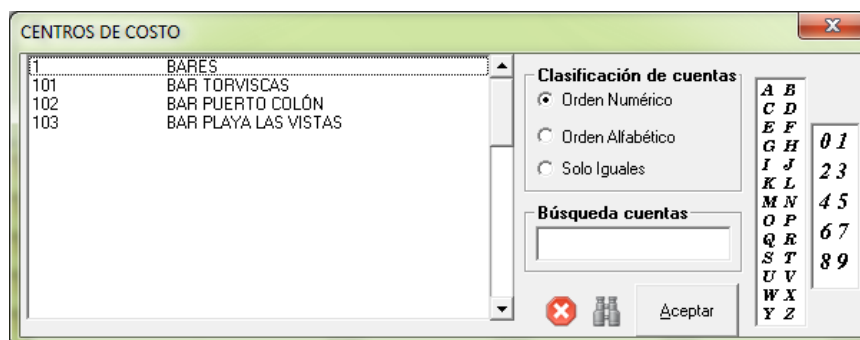 CENTROS DE COSTO
1 BARES
101 BAR TORVISCAS
102 BAR PUERTO COLÓN
103 BAR PLAYA LAS VISTAS
Clasificación de cuentas
Orden Numérico
Orden Alfabético
Solo Iguales
Búsqueda cuentas
Aceptar
A B
C D
E F
G H
I J
K L
M N
O P
Q R
S T
U V
W X
Y Z
0 1
2 3
4 5
6 7
8 9